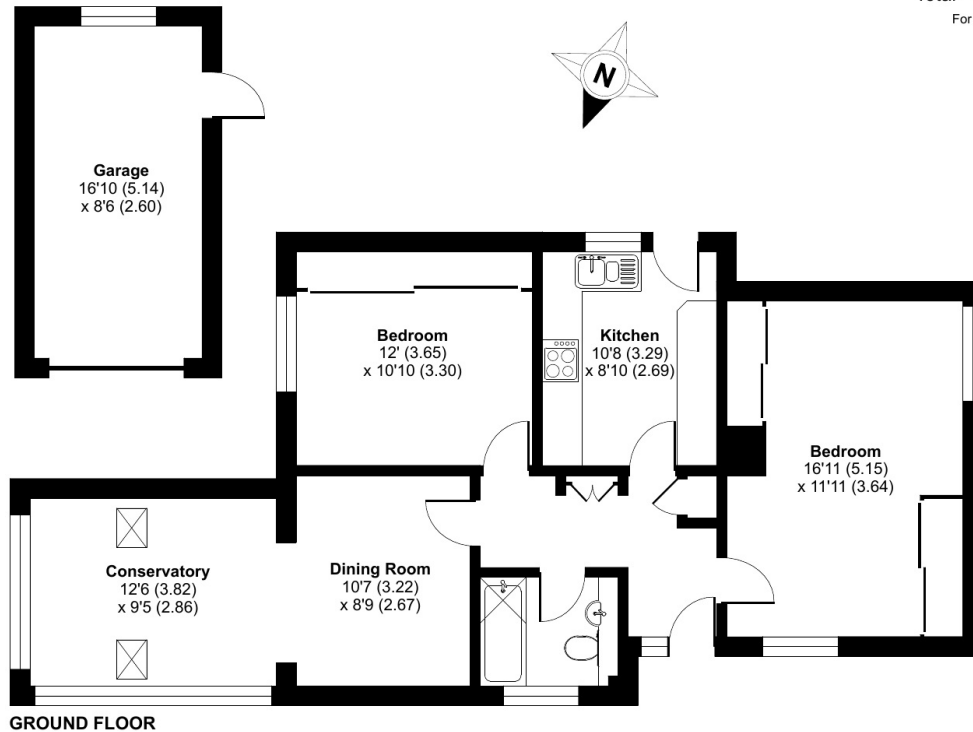 For
N
Garage
16'10 (5.14)
x 8'6 (2.60)
Bedroom
12' (3.65)
x 10'10 (3.30)
Kitchen
10'8 (3.29)
x 8'10 (2.69)
Bedroom
16'11 (5.15)
x 11'11 (3.64)
Conservatory
12'6 (3.82)
x 9'5 (2.86)
Dining Room
10'7 (3.22)
x 8'9 (2.67)
GROUND FLOOR